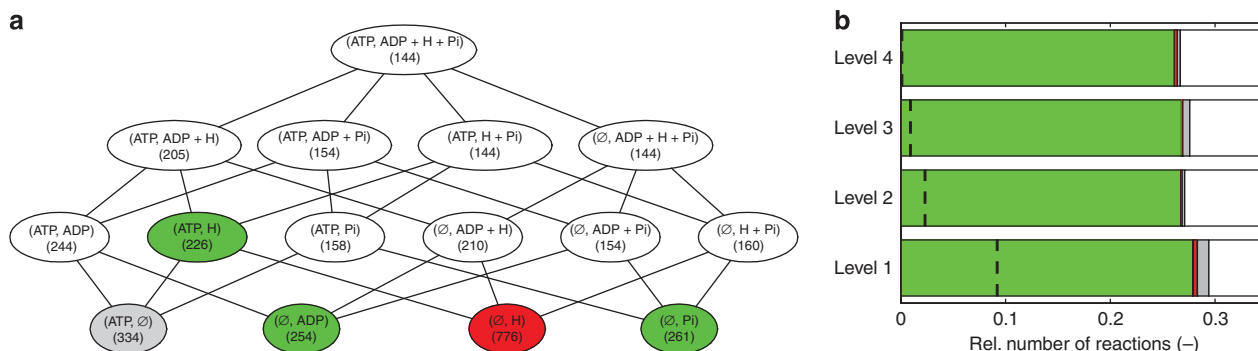 a
(ATP, ADP + H + Pi)
(144)
(ATP, ADP + H)
(205)
(ATP, ADP + Pi)
(154)
(ATP, H + Pi)
(144)
(∅, ADP + H + Pi)
(144)
(ATP, ADP)
(244)
(ATP, H)
(226)
(ATP, Pi)
(158)
(∅, ADP + H)
(210)
(∅, ADP + Pi)
(154)
(∅, H + Pi)
(160)
(ATP, ∅)
(334)
(∅, ADP)
(254)
(∅, H)
(776)
(∅, Pi)
(261)
b
Level 4
Level 3
Level 2
Level 1
0
0.1
0.2
0.3
Rel. number of reactions (–)